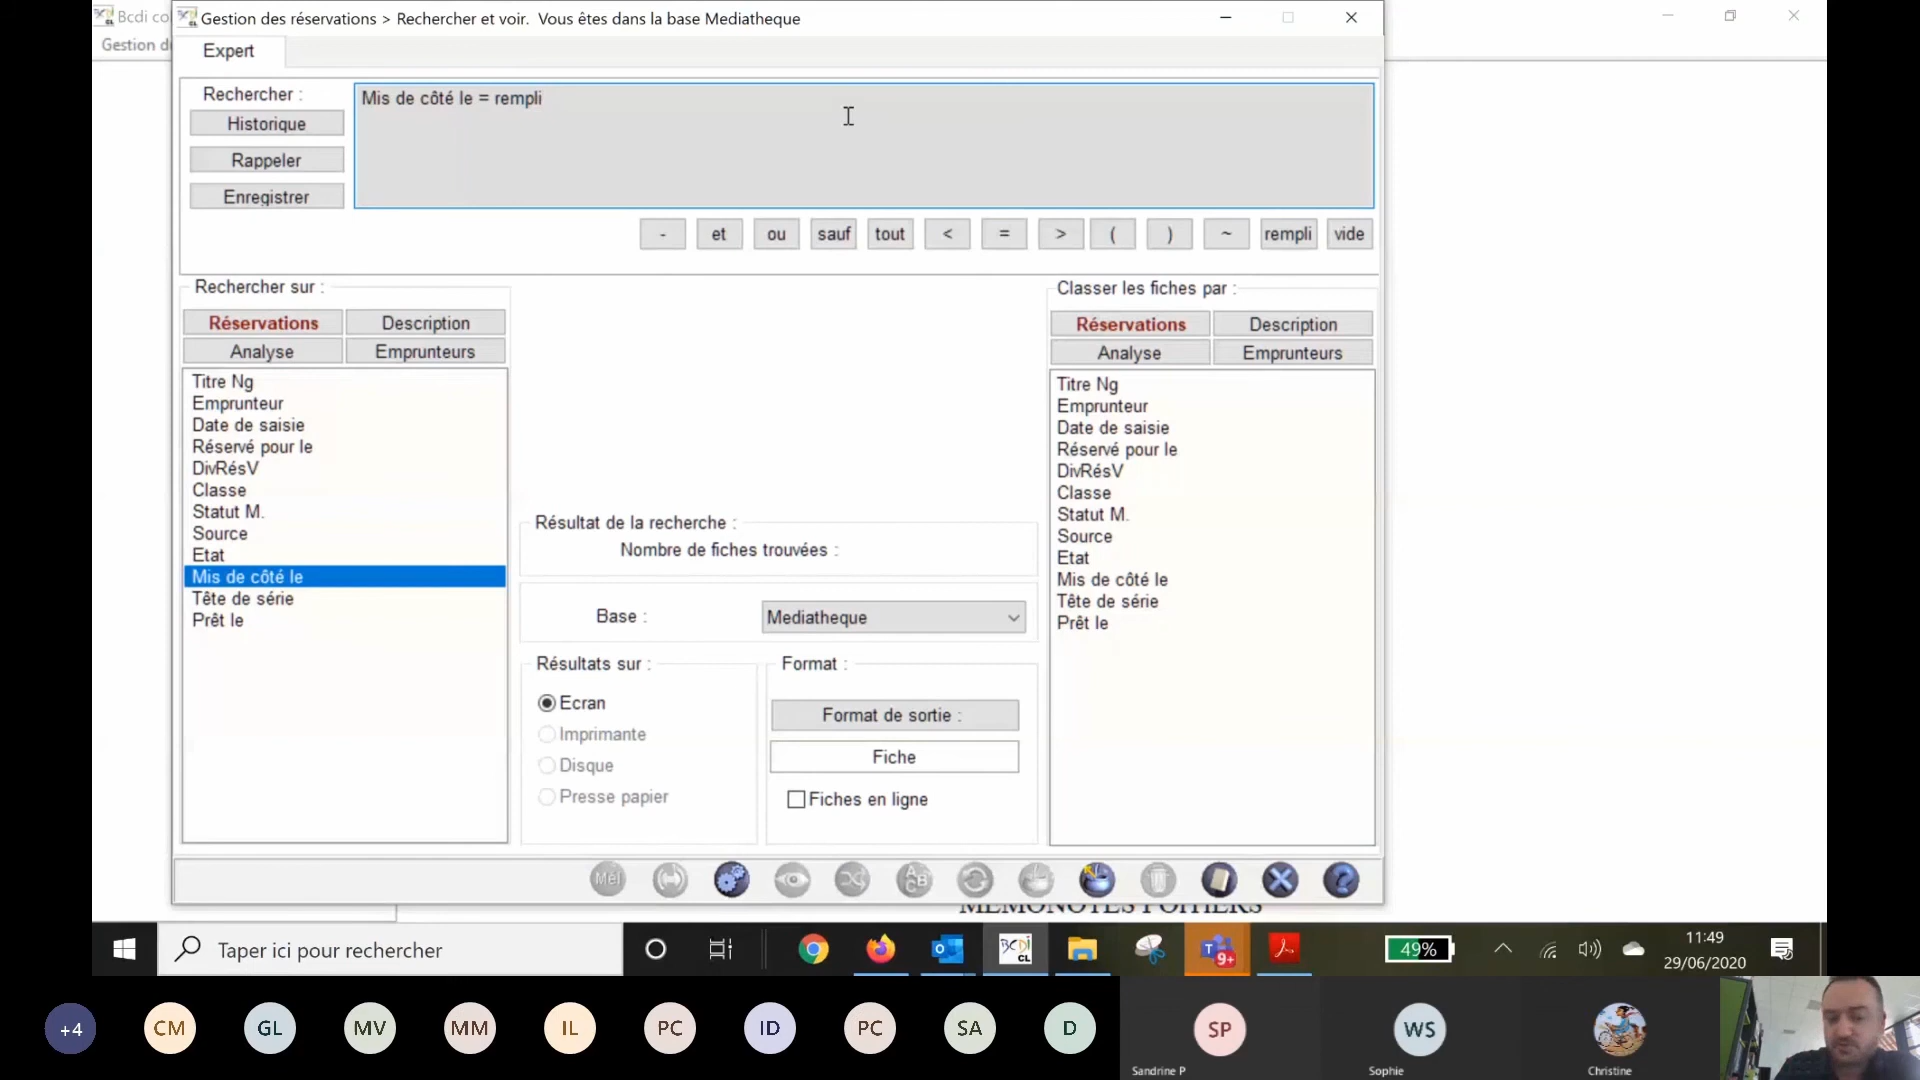 Bcdi co
Gestion des réservations > Rechercher et voir. Vous êtes dans la base Mediatheque
Gestion d
Expert
Rechercher :
Mis de côté le = rempli
Historique
Rappeler
Enregistrer
- et ou sauf tout < = > ( ) ~ rempli vide
Rechercher sur :
Réservations Description
Analyse Emprunteurs
Titre Ng
Emprunteur
Date de saisie
Réservé pour le
DivRésV
Classe
Statut M.
Source
Etat
Mis de côté le
Tête de série
Prêt le
Résultat de la recherche :
Nombre de fiches trouvées :
Base : Mediatheque
Résultats sur :
Ecran
Imprimante
Disque
Presse papier
Format :
Format de sortie :
Fiche
Fiches en ligne
Classer les fiches par :
Réservations Description
Analyse Emprunteurs
Titre Ng
Emprunteur
Date de saisie
Réservé pour le
DivRésV
Classe
Statut M.
Source
Etat
Mis de côté le
Tête de série
Prêt le
Mél
MEMONOTES POITIERS
Taper ici pour rechercher
BCDI CL
T 9+
49%
11:49
29/06/2020
+4 CM GL MV MM IL PC ID PC SA D SP WS
Sandrine P
Sophie
Christine